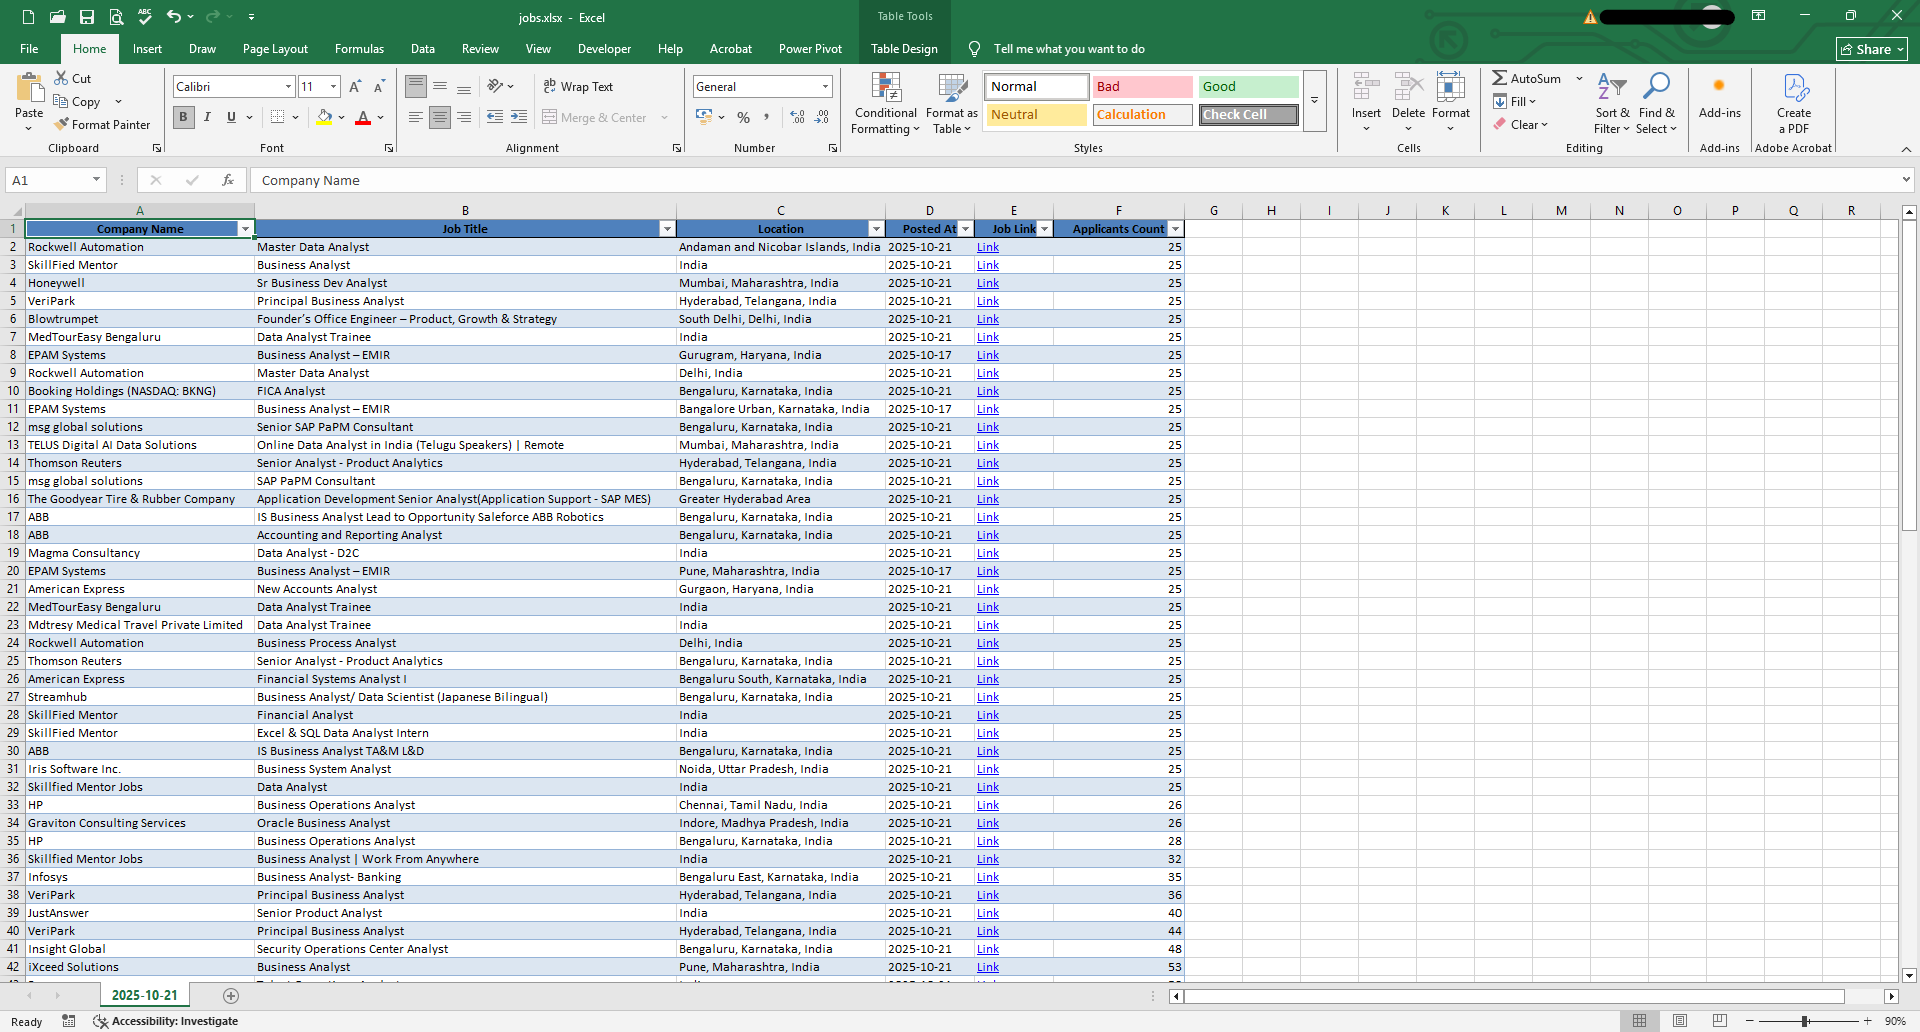 jobs.xlsx - Excel
Table Tools
File Home Insert Draw Page Layout Formulas Data Review View Developer Help Acrobat Power Pivot Table Design Tell me what you want to do Share
Paste
Cut
Copy
Format Painter
Clipboard
Calibri 11
B I U
Font
Wrap Text
Merge & Center
Alignment
General
Number
Conditional Formatting
Format as Table
Normal Bad Good
Neutral Calculation Check Cell
Styles
Insert Delete Format
Cells
AutoSum
Fill
Clear
Sort & Filter
Find & Select
Editing
Add-ins
Add-ins
Create a PDF
Adobe Acrobat
A1 fx Company Name
A B C D E F G H I J K L M N O P Q R
1 Company Name Job Title Location Posted At Job Link Applicants Count
2 Rockwell Automation Master Data Analyst Andaman and Nicobar Islands, India 2025-10-21 Link 25
3 SkillFied Mentor Business Analyst India 2025-10-21 Link 25
4 Honeywell Sr Business Dev Analyst Mumbai, Maharashtra, India 2025-10-21 Link 25
5 VeriPark Principal Business Analyst Hyderabad, Telangana, India 2025-10-21 Link 25
6 Blowtrumpet Founder’s Office Engineer – Product, Growth & Strategy South Delhi, Delhi, India 2025-10-21 Link 25
7 MedTourEasy Bengaluru Data Analyst Trainee India 2025-10-21 Link 25
8 EPAM Systems Business Analyst – EMIR Gurugram, Haryana, India 2025-10-17 Link 25
9 Rockwell Automation Master Data Analyst Delhi, India 2025-10-21 Link 25
10 Booking Holdings (NASDAQ: BKNG) FICA Analyst Bengaluru, Karnataka, India 2025-10-21 Link 25
11 EPAM Systems Business Analyst – EMIR Bangalore Urban, Karnataka, India 2025-10-17 Link 25
12 msg global solutions Senior SAP PaPM Consultant Bengaluru, Karnataka, India 2025-10-21 Link 25
13 TELUS Digital AI Data Solutions Online Data Analyst in India (Telugu Speakers) | Remote Mumbai, Maharashtra, India 2025-10-21 Link 25
14 Thomson Reuters Senior Analyst - Product Analytics Hyderabad, Telangana, India 2025-10-21 Link 25
15 msg global solutions SAP PaPM Consultant Bengaluru, Karnataka, India 2025-10-21 Link 25
16 The Goodyear Tire & Rubber Company Application Development Senior Analyst(Application Support - SAP MES) Greater Hyderabad Area 2025-10-21 Link 25
17 ABB IS Business Analyst Lead to Opportunity Saleforce ABB Robotics Bengaluru, Karnataka, India 2025-10-21 Link 25
18 ABB Accounting and Reporting Analyst Bengaluru, Karnataka, India 2025-10-21 Link 25
19 Magma Consultancy Data Analyst - D2C India 2025-10-21 Link 25
20 EPAM Systems Business Analyst – EMIR Pune, Maharashtra, India 2025-10-17 Link 25
21 American Express New Accounts Analyst Gurgaon, Haryana, India 2025-10-21 Link 25
22 MedTourEasy Bengaluru Data Analyst Trainee India 2025-10-21 Link 25
23 Mdtresy Medical Travel Private Limited Data Analyst Trainee India 2025-10-21 Link 25
24 Rockwell Automation Business Process Analyst Delhi, India 2025-10-21 Link 25
25 Thomson Reuters Senior Analyst - Product Analytics Bengaluru, Karnataka, India 2025-10-21 Link 25
26 American Express Financial Systems Analyst I Bengaluru South, Karnataka, India 2025-10-21 Link 25
27 Streamhub Business Analyst/ Data Scientist (Japanese Bilingual) Bengaluru, Karnataka, India 2025-10-21 Link 25
28 SkillFied Mentor Financial Analyst India 2025-10-21 Link 25
29 SkillFied Mentor Excel & SQL Data Analyst Intern India 2025-10-21 Link 25
30 ABB IS Business Analyst TA&M L&D Bengaluru, Karnataka, India 2025-10-21 Link 25
31 Iris Software Inc. Business System Analyst Noida, Uttar Pradesh, India 2025-10-21 Link 25
32 Skillfied Mentor Jobs Data Analyst India 2025-10-21 Link 25
33 HP Business Operations Analyst Chennai, Tamil Nadu, India 2025-10-21 Link 26
34 Graviton Consulting Services Oracle Business Analyst Indore, Madhya Pradesh, India 2025-10-21 Link 26
35 HP Business Operations Analyst Bengaluru, Karnataka, India 2025-10-21 Link 28
36 Skillfied Mentor Jobs Business Analyst | Work From Anywhere India 2025-10-21 Link 32
37 Infosys Business Analyst- Banking Bengaluru East, Karnataka, India 2025-10-21 Link 35
38 VeriPark Principal Business Analyst Hyderabad, Telangana, India 2025-10-21 Link 36
39 JustAnswer Senior Product Analyst India 2025-10-21 Link 40
40 VeriPark Principal Business Analyst Hyderabad, Telangana, India 2025-10-21 Link 44
41 Insight Global Security Operations Center Analyst Bengaluru, Karnataka, India 2025-10-21 Link 48
42 iXceed Solutions Business Analyst Pune, Maharashtra, India 2025-10-21 Link 53
2025-10-21
Ready Accessibility: Investigate 90%